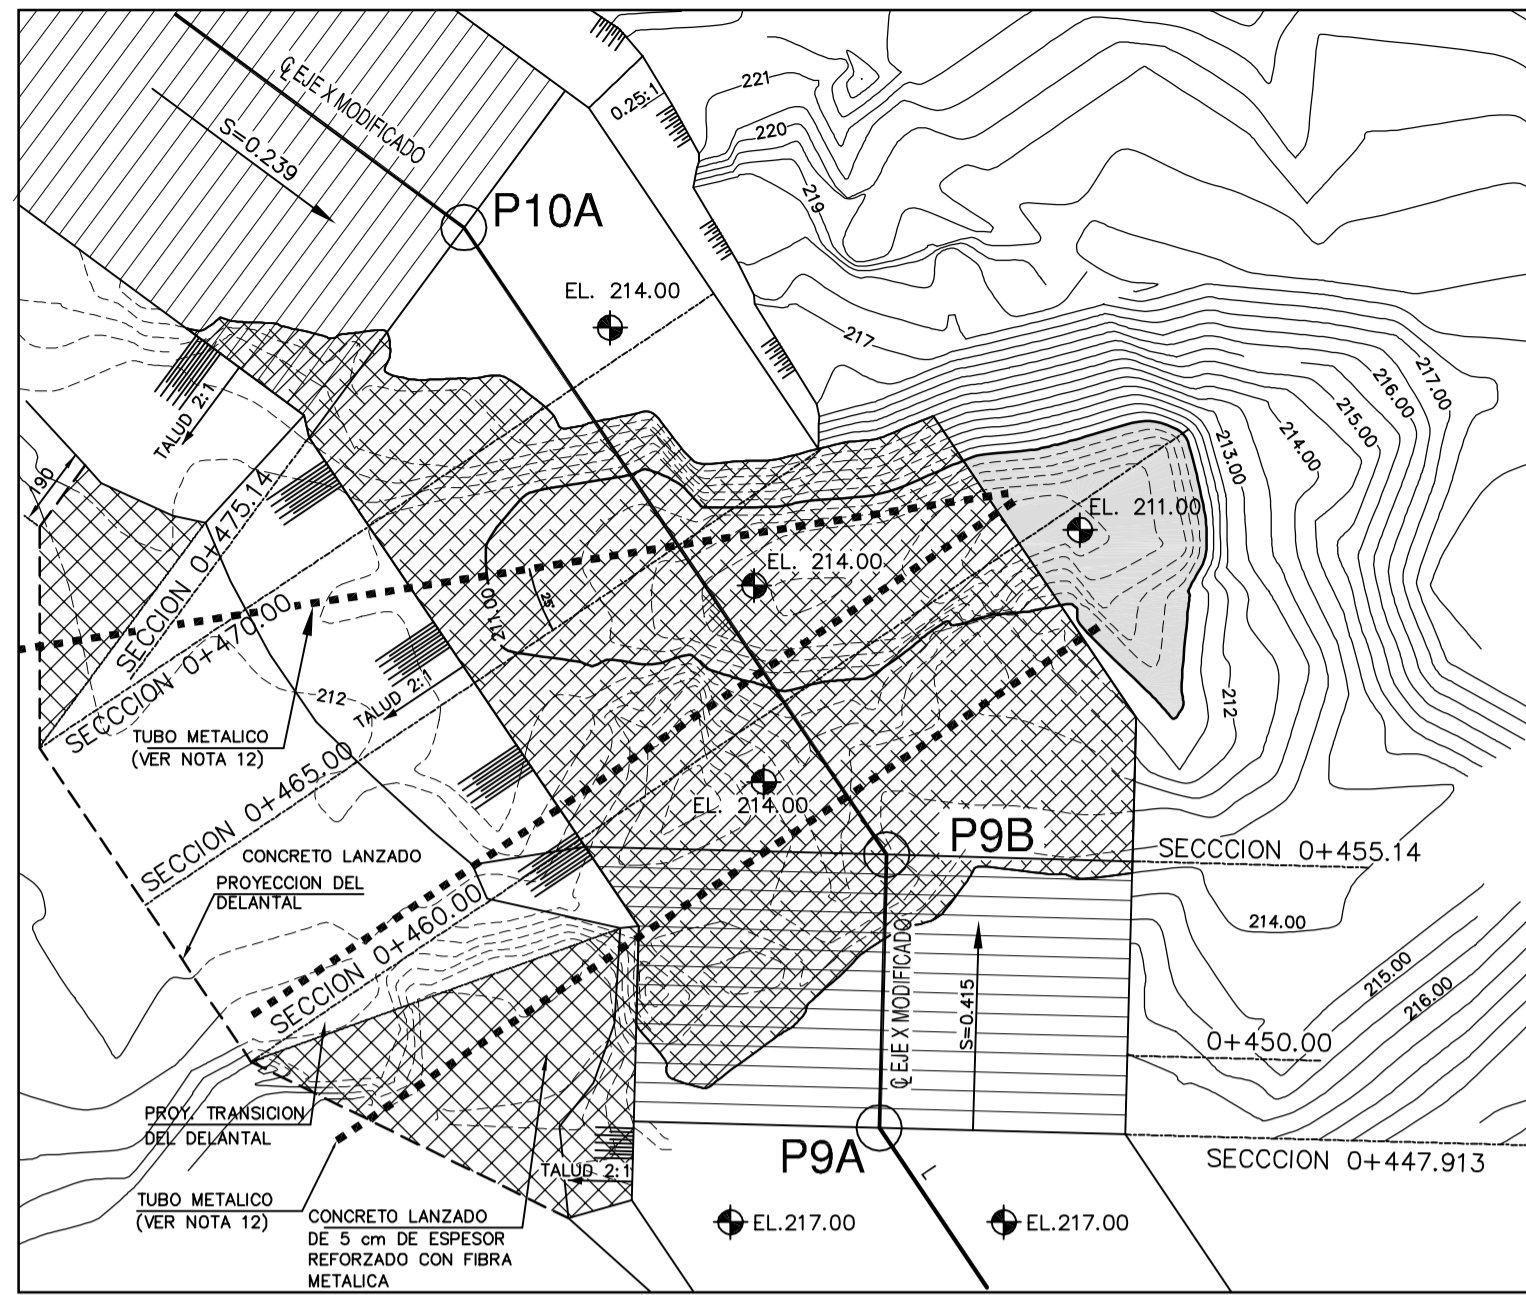 ℄ EJE X MODIFICADO
S=0.239
P10A
0.25:1
221
220
219
217
EL. 214.00
TALUD 2:1
217.00
216.00
215.00
214.00
213.00
EL. 211.00
EL. 214.00
211.00
25°
190
SECCCION 0+475.14
SECCCION 0+470.00
212
TALUD 2:1
TUBO METALICO
(VER NOTA 12)
SECCION 0+465.00
212
EL. 214.00
P9B
SECCCION 0+455.14
CONCRETO LANZADO
PROYECCION DEL
DELANTAL
SECCION 0+460.00
214.00
215.00
216.00
℄ EJE X MODIFICADO
S=0.415
0+450.00
PROY. TRANSICION
DEL DELANTAL
P9A
L
SECCCION 0+447.913
TALUD 2:1
TUBO METALICO
(VER NOTA 12)
CONCRETO LANZADO
DE 5 cm DE ESPESOR
REFORZADO CON FIBRA
METALICA
EL.217.00
EL.217.00